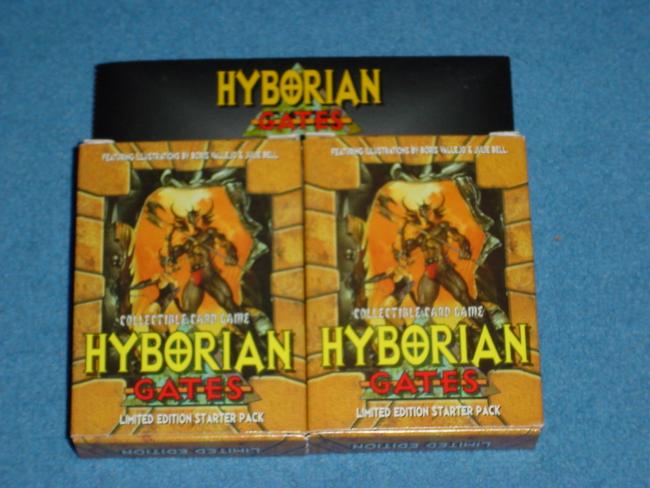 HYBORIAN
GATES
FEATURING ILLUSTRATIONS BY BORIS VALLEJO & JULIE BELL
COLLECTIBLE CARD GAME
HYBORIAN
GATES
LIMITED EDITION STARTER PACK
LIMITED EDITION
FEATURING ILLUSTRATIONS BY BORIS VALLEJO & JULIE BELL
COLLECTIBLE CARD GAME
HYBORIAN
GATES
LIMITED EDITION STARTER PACK
LIMITED EDITION